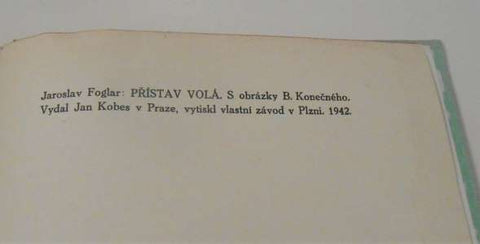 Jaroslav Foglar: PŘÍSTAV VOLÁ. S obrázky B. Konečného.
Vydal Jan Kobes v Praze, vytiskl vlastní závod v Plzni. 1942.